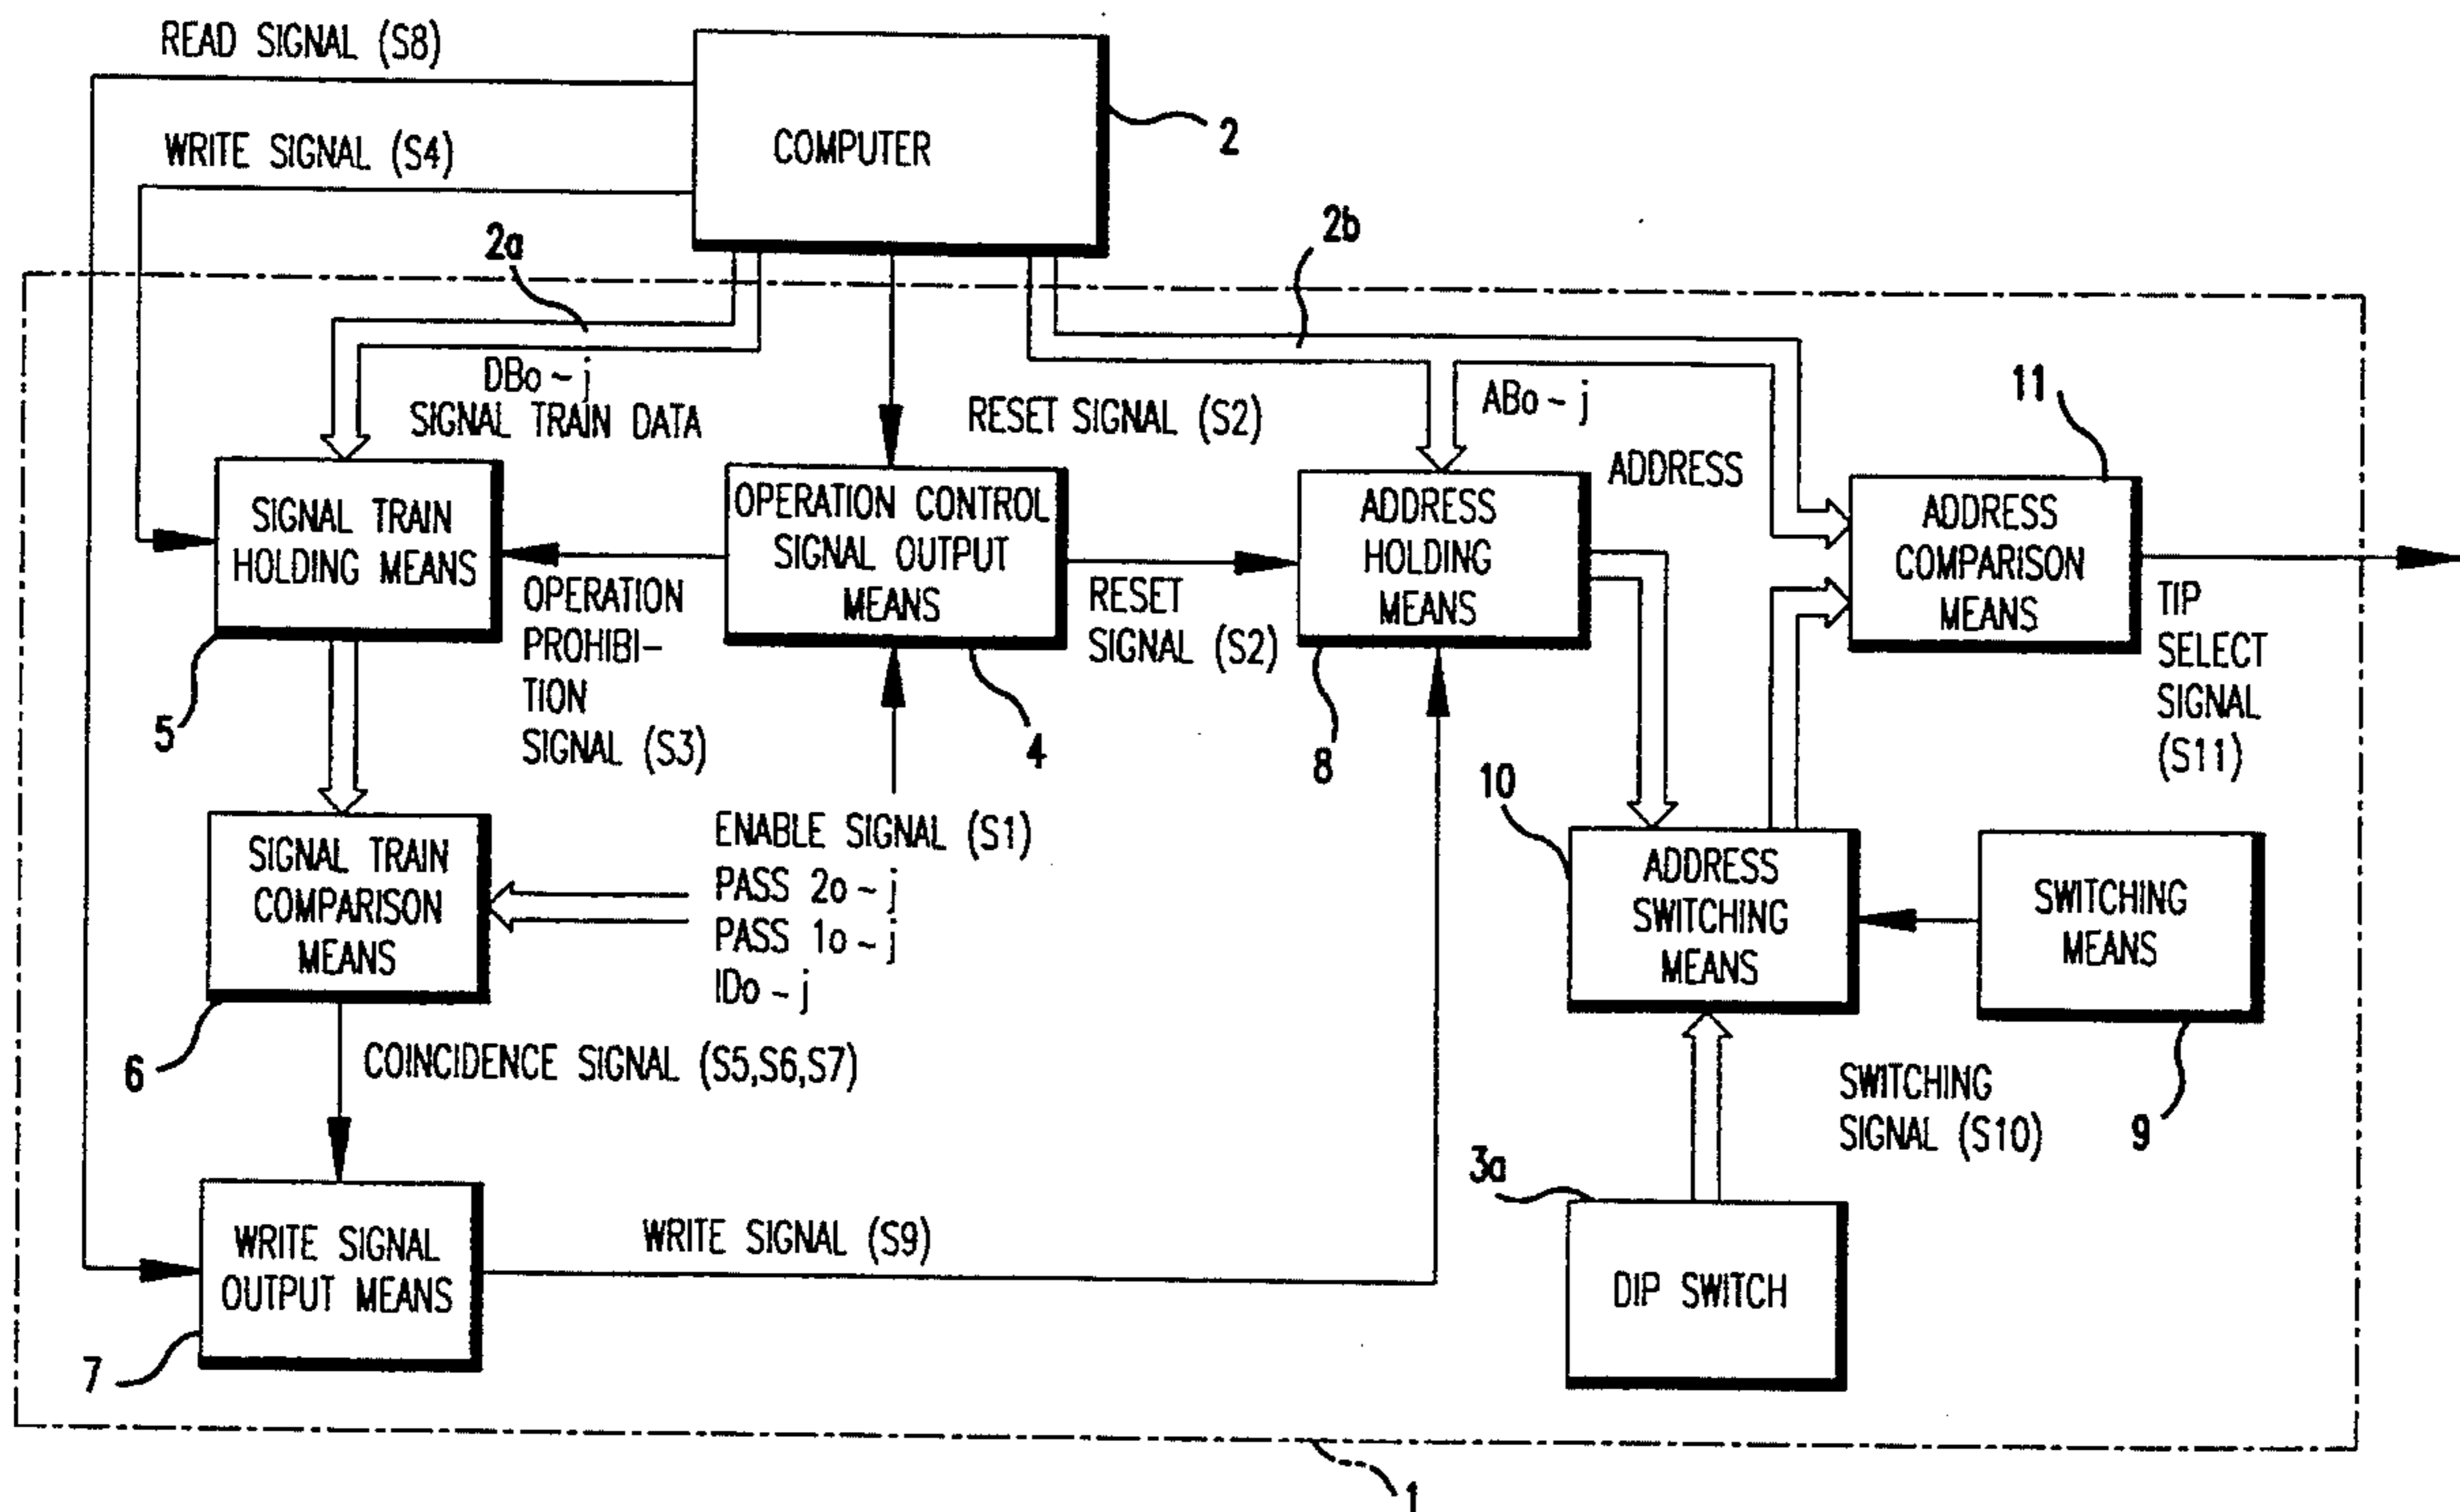 READ SIGNAL (S8)
WRITE SIGNAL (S4)
COMPUTER
2
2a
2b
DBo ~ j
SIGNAL TRAIN DATA
RESET SIGNAL (S2)
ABo ~ j
ADDRESS
11
SIGNAL TRAIN
HOLDING MEANS
5
OPERATION
PROHIBI-
TION
SIGNAL (S3)
OPERATION CONTROL
SIGNAL OUTPUT
MEANS
4
RESET
SIGNAL (S2)
ADDRESS
HOLDING
MEANS
8
ADDRESS
COMPARISON
MEANS
TIP
SELECT
SIGNAL
(S11)
SIGNAL TRAIN
COMPARISON
MEANS
6
ENABLE SIGNAL (S1)
PASS 2o ~ j
PASS 1o ~ j
IDo ~ j
10
ADDRESS
SWITCHING
MEANS
SWITCHING
MEANS
9
COINCIDENCE SIGNAL (S5,S6,S7)
SWITCHING
SIGNAL (S10)
3a
WRITE SIGNAL
OUTPUT MEANS
7
WRITE SIGNAL (S9)
DIP SWITCH
1